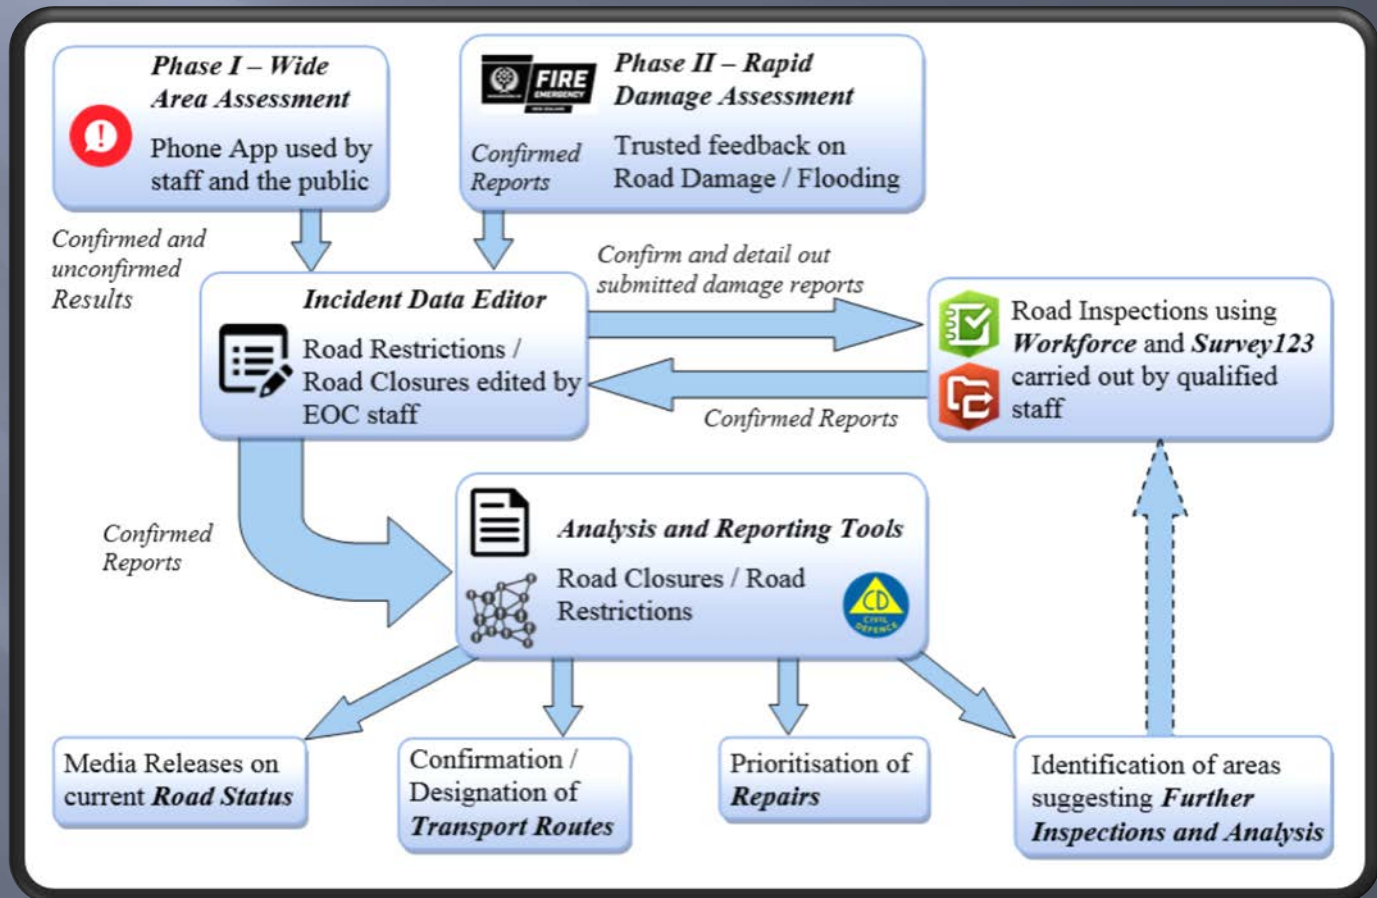 Phase I – Wide
Area Assessment
Phone App used by
staff and the public
FIRE
EMERGENCY
NEW ZEALAND
Phase II – Rapid
Damage Assessment
Confirmed
Reports
Trusted feedback on
Road Damage / Flooding
Confirmed and
unconfirmed
Results
Confirm and detail out
submitted damage reports
Incident Data Editor
Road Restrictions /
Road Closures edited by
EOC staff
Road Inspections using
Workforce and Survey123
carried out by qualified
staff
Confirmed Reports
Confirmed
Reports
Analysis and Reporting Tools
Road Closures / Road
Restrictions
CD
CIVIL
DEFENCE
Media Releases on
current Road Status
Confirmation /
Designation of
Transport Routes
Prioritisation of
Repairs
Identification of areas
suggesting Further
Inspections and Analysis